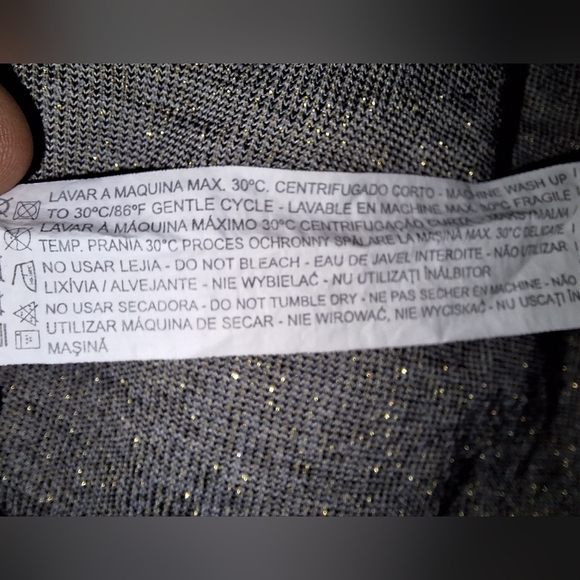 LAVAR A MAQUINA MAX. 30°C. CENTRIFUGADO CORTO - MACHINE WASH UP
TO 30°C/86°F GENTLE CYCLE - LAVABLE EN MACHINE MAX. 30°C FRAGILE
LAVAR À MÁQUINA MÁXIMO 30°C CENTRIFUGAÇÃO
TEMP. PRANIA 30°C PROCES OCHRONNY SPĂLARE LA MAŞINĂ MAX. 30°C DELICATE
NO USAR LEJIA - DO NOT BLEACH - EAU DE JAVEL INTERDITE - NÃO UTILIZAR
LIXÍVIA / ALVEJANTE - NIE WYBIELAĆ - NU UTILIZAŢI ÎNĂLBITOR
NO USAR SECADORA - DO NOT TUMBLE DRY - NE PAS SECHER EN MACHINE - NÃO
UTILIZAR MÁQUINA DE SECAR - NIE WIROWAĆ, NIE WYCISKAĆ - NU USCAŢI ÎN
MAŞINĂ